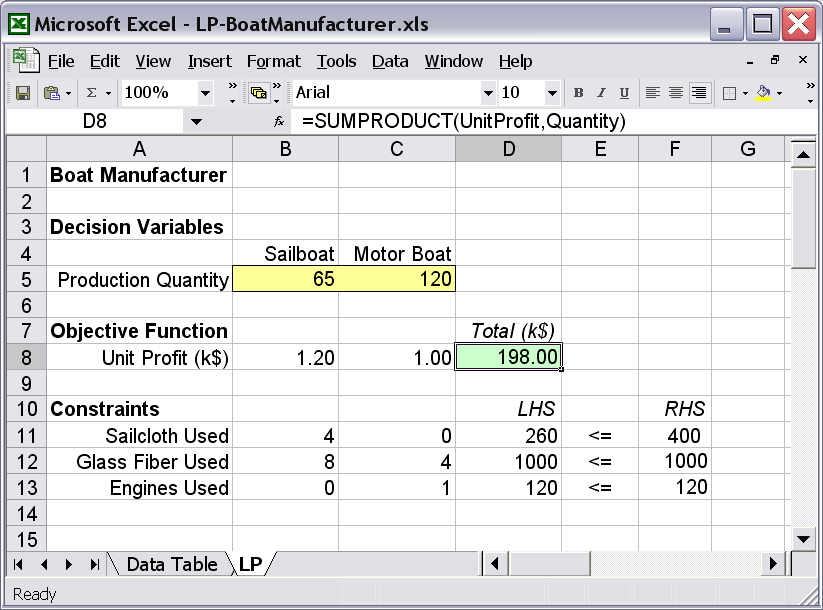 Microsoft Excel - LP-BoatManufacturer.xls
File Edit View Insert Format Tools Data Window Help
Σ 100% » » Arial 10 B I U »
D8 fx =SUMPRODUCT(UnitProfit,Quantity)
A B C D E F G
1 Boat Manufacturer
2
3 Decision Variables
4 Sailboat Motor Boat
5 Production Quantity 65 120
6
7 Objective Function Total (k$)
8 Unit Profit (k$) 1.20 1.00 198.00
9
10 Constraints LHS RHS
11 Sailcloth Used 4 0 260 <= 400
12 Glass Fiber Used 8 4 1000 <= 1000
13 Engines Used 0 1 120 <= 120
14
15
Data Table LP
Ready